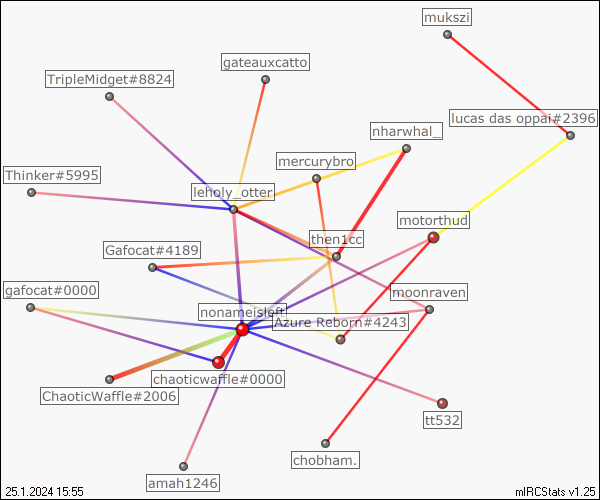 mukszi
gateauxcatto
TripleMidget#8824
lucas das oppai#2396
nharwhal_
mercurybro
Thinker#5995
leholy_otter
motorthud
then1cc
Gafocat#4189
gafocat#0000
moonraven
nonameisleft
Azure Reborn#4243
chaoticwaffle#0000
ChaoticWaffle#2006
tt532
chobham.
amah1246
25.1.2024 15:55
mIRCStats v1.25